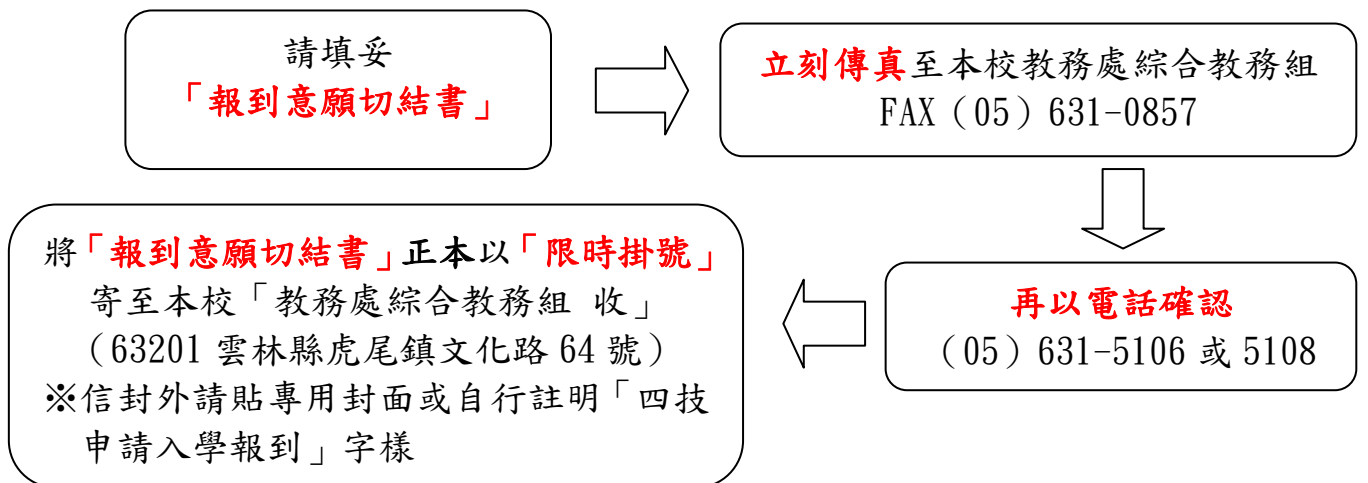 請填妥
「報到意願切結書」
立刻傳真至本校教務處綜合教務組
FAX（05）631-0857
再以電話確認
（05）631-5106 或 5108
將「報到意願切結書」正本以「限時掛號」
寄至本校「教務處綜合教務組 收」
（63201 雲林縣虎尾鎮文化路 64 號）
※信封外請貼專用封面或自行註明「四技
申請入學報到」字樣